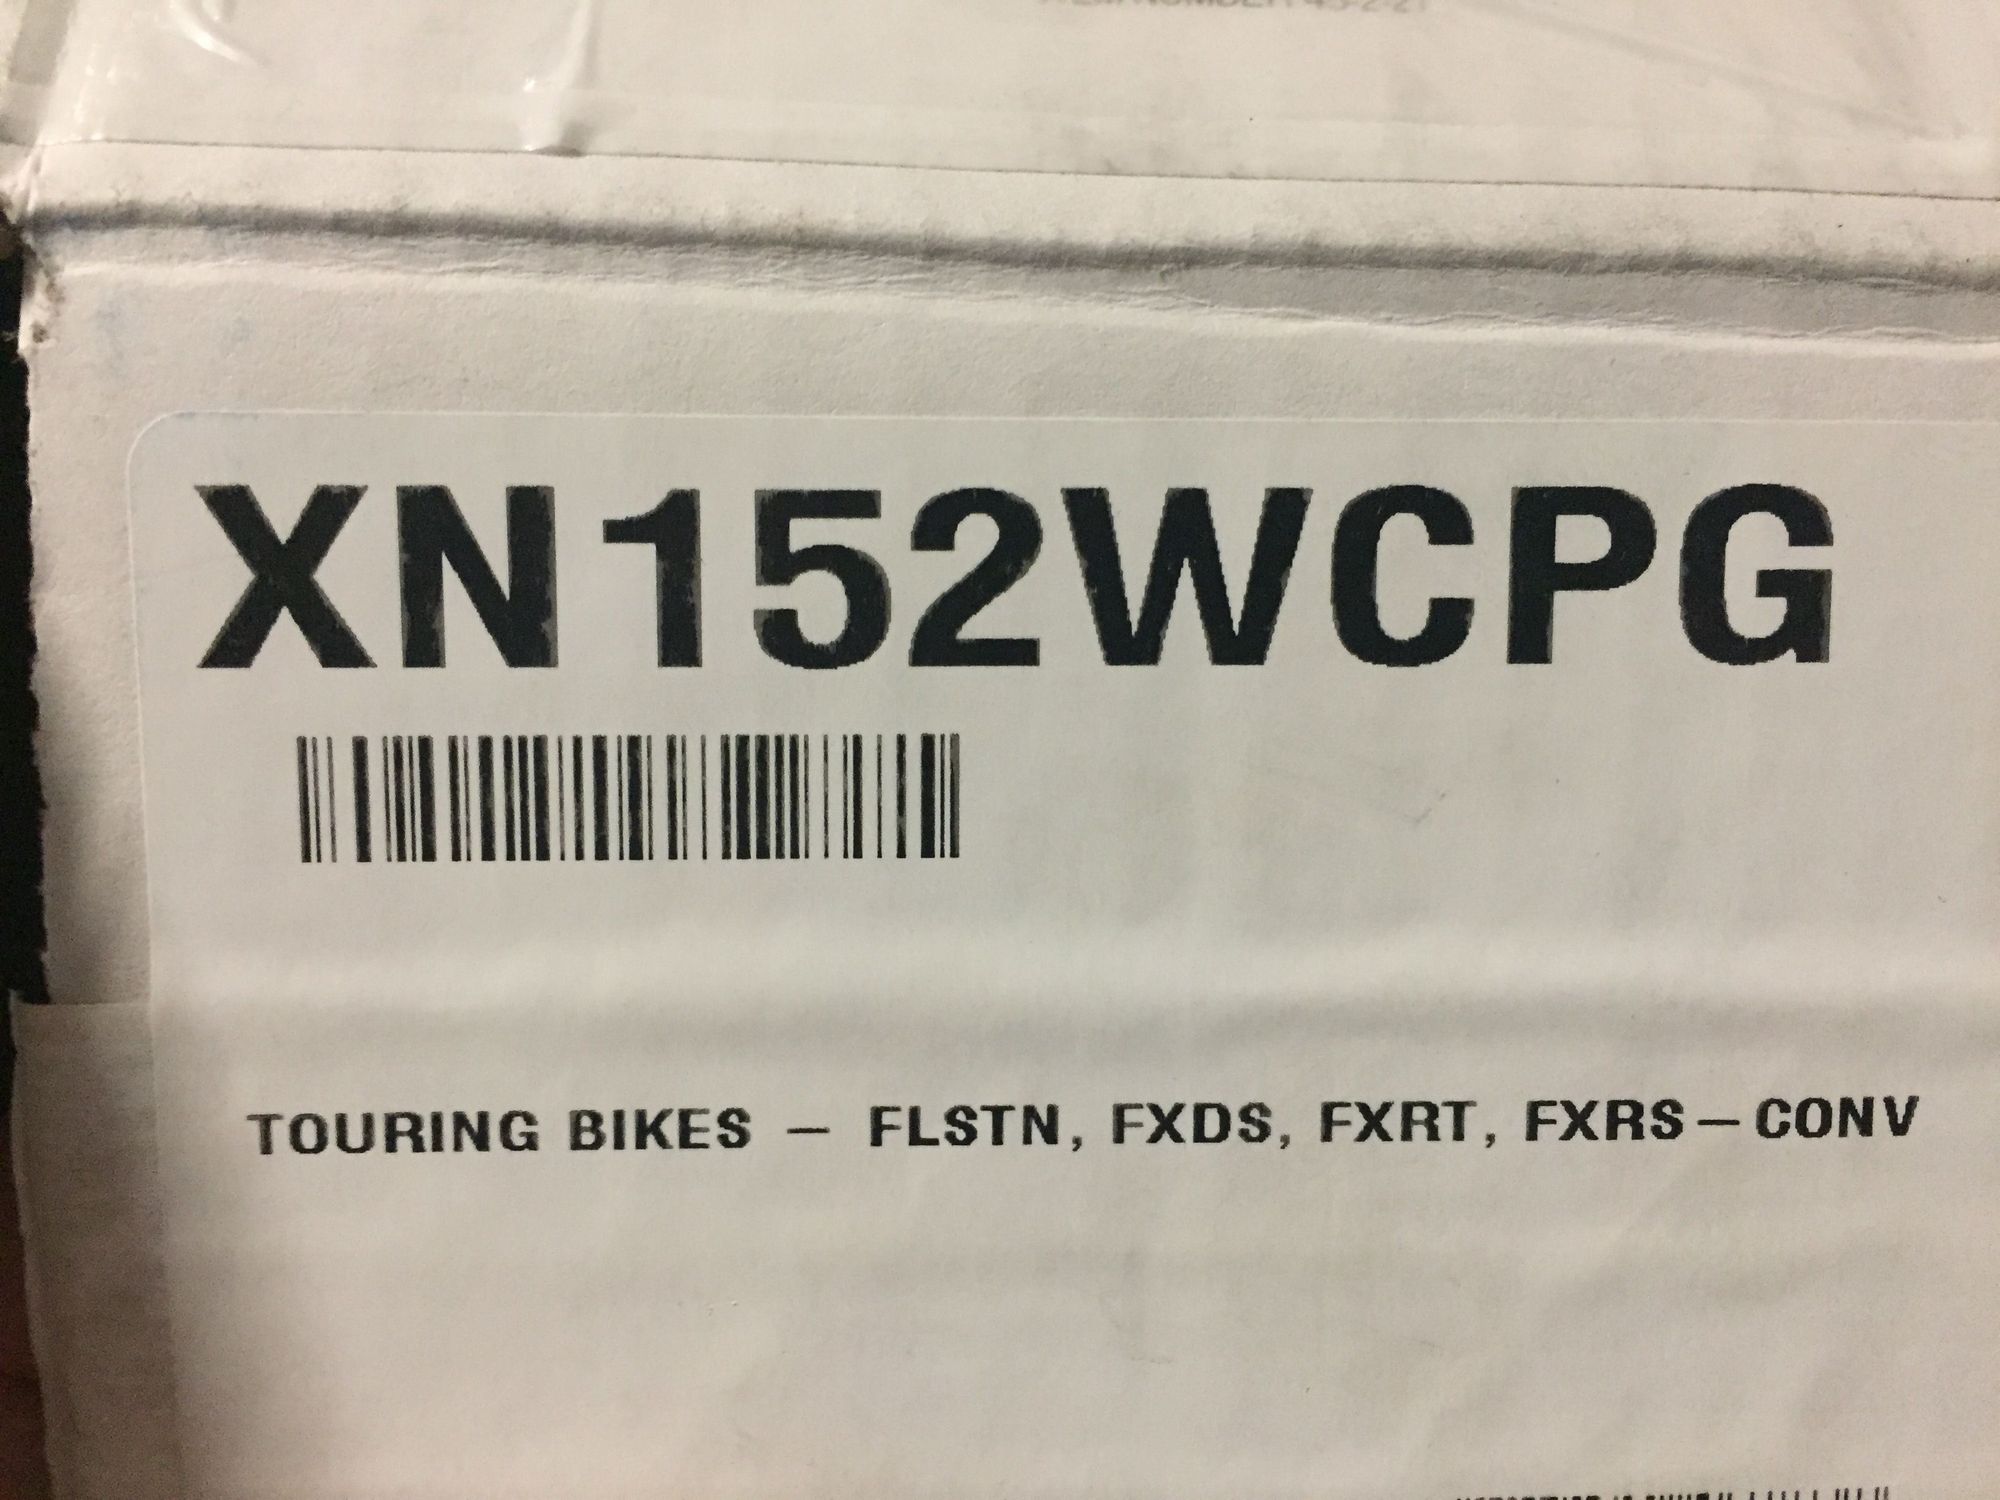 XN152WCPG
TOURING BIKES – FLSTN, FXDS, FXRT, FXRS–CONV